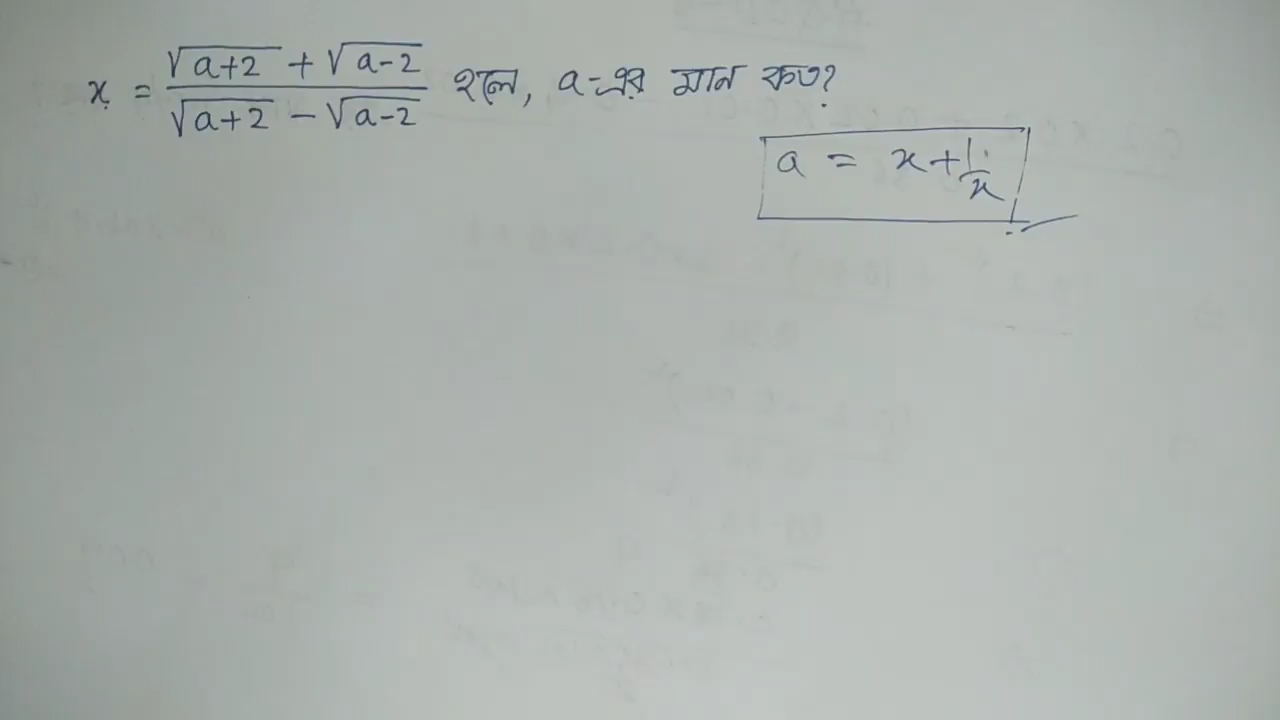 x = (√(a+2) + √(a-2)) / (√(a+2) - √(a-2)) হলে, a-এর মান কত?
a = x + 1/x